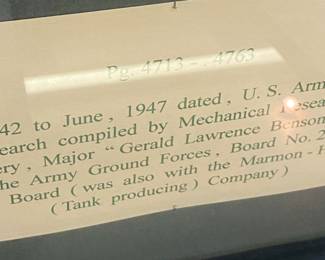 Pg. 4713 - . 4763
42 to June, 1947 dated, U. S. Arm
earch compiled by Mechanical Resea
ery, Major "Gerald Lawrence Benson
he Army Ground Forces, Board No. 2
Board (was also with the Marmon - H
(Tank producing) Company)